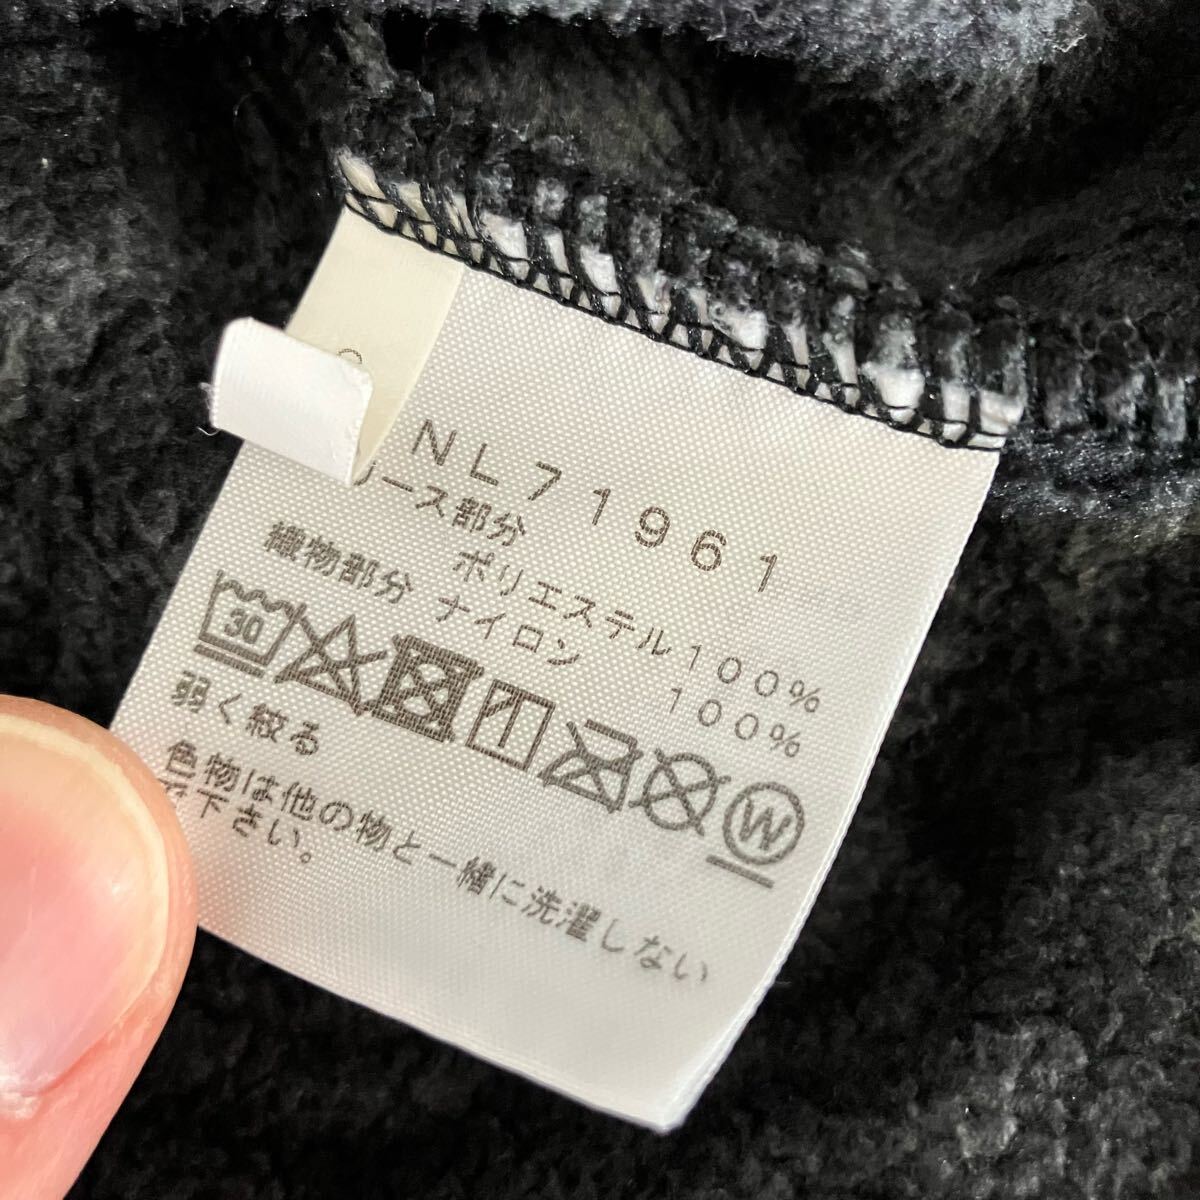 NL71961
リース部分
ポリエステル100%
織物部分 ナイロン 100%
30
W
弱く絞る
色物は他の物と一緒に洗濯しない
下さい。